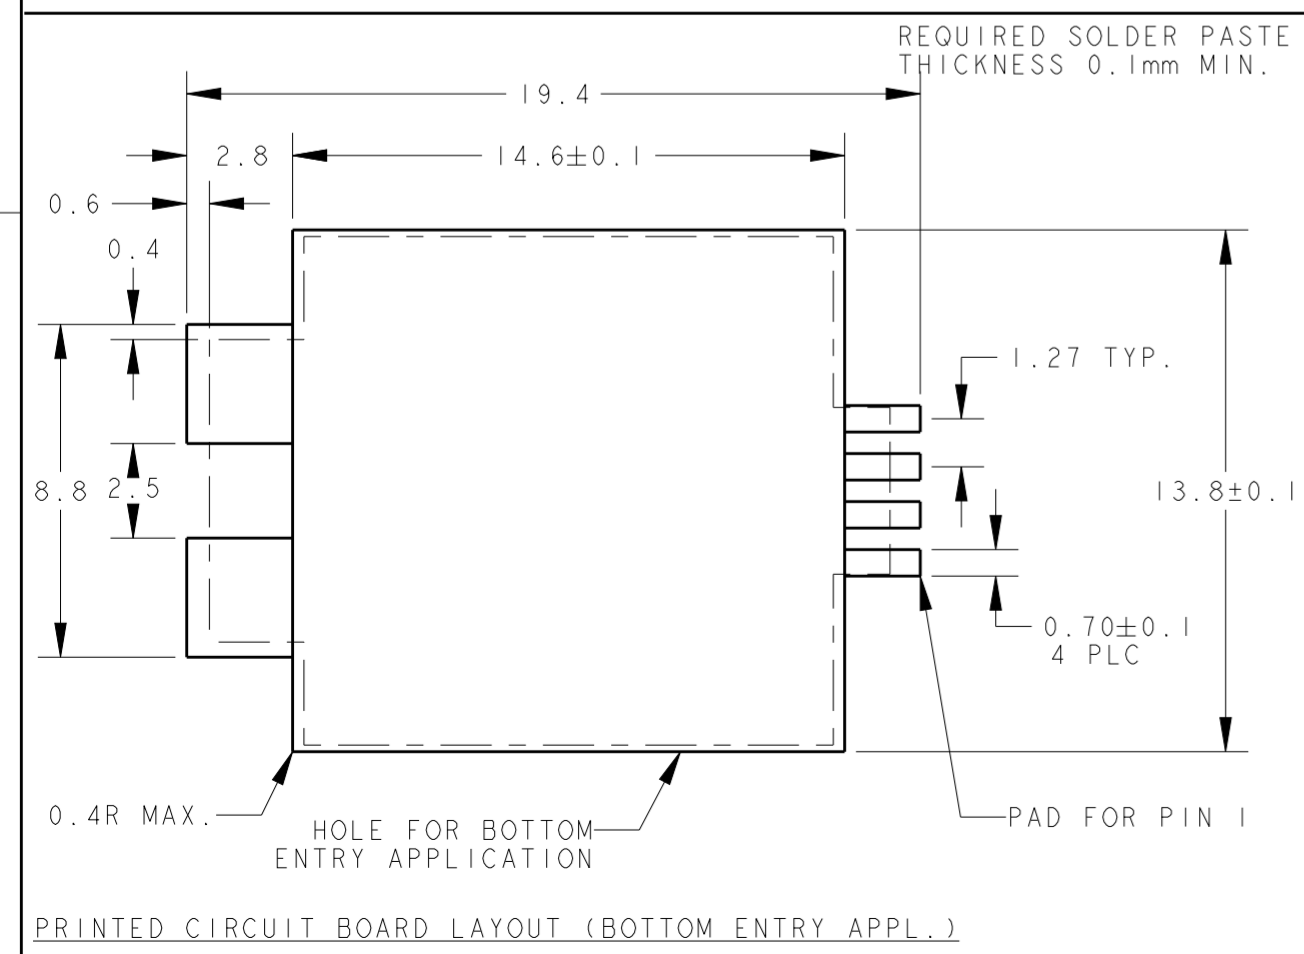 REQUIRED SOLDER PASTE
THICKNESS 0.1mm MIN.
19.4
2.8
14.6±0.1
0.6
0.4
1.27 TYP.
8.8
2.5
13.8±0.1
0.70±0.1
4 PLC
0.4R MAX.
HOLE FOR BOTTOM
ENTRY APPLICATION
PAD FOR PIN 1
PRINTED CIRCUIT BOARD LAYOUT (BOTTOM ENTRY APPL.)